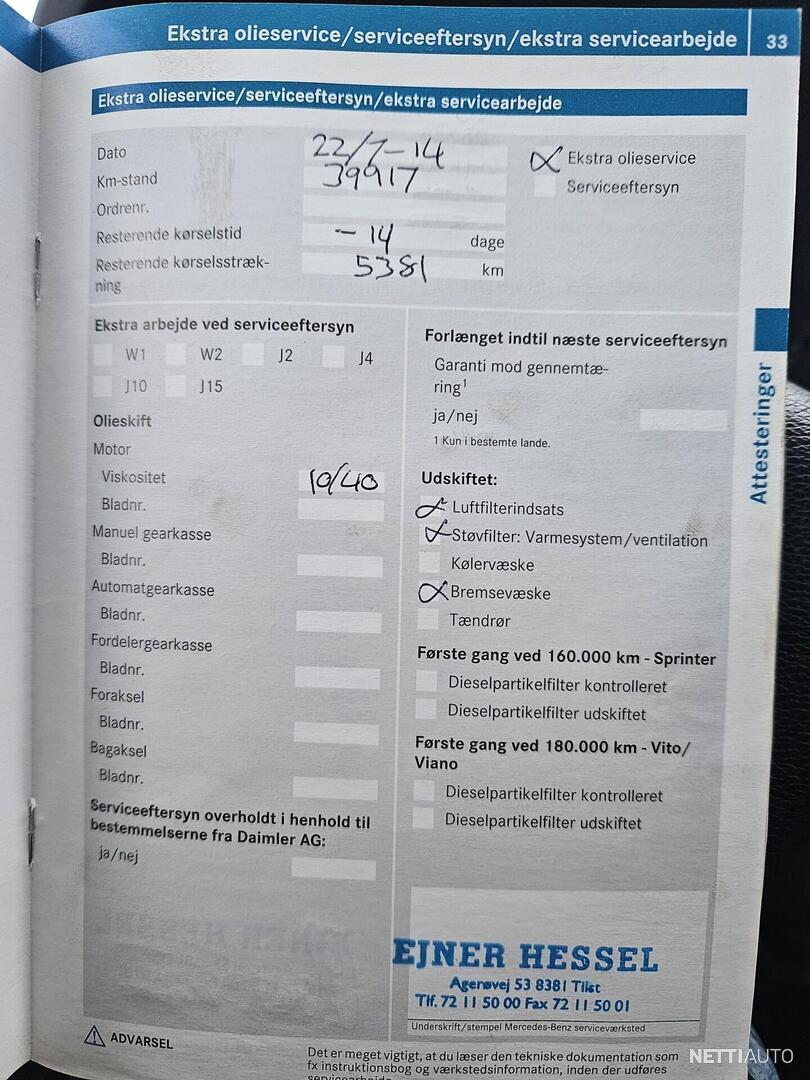 Ekstra olieservice/serviceeftersyn/ekstra servicearbejde 33
Ekstra olieservice/serviceeftersyn/ekstra servicearbejde
Dato 22/7-14
Km-stand 39917
Ordrenr.
Resterende kørselstid - 14 dage
Resterende kørselsstræk-
ning 5381 km
Ekstra olieservice
Serviceeftersyn
Ekstra arbejde ved serviceeftersyn
W1 W2 J2 J4
J10 J15
Olieskift
Motor
Viskositet 10/40
Bladnr.
Manuel gearkasse
Bladnr.
Automatgearkasse
Bladnr.
Fordelergearkasse
Bladnr.
Foraksel
Bladnr.
Bagaksel
Bladnr.
Serviceeftersyn overholdt i henhold til
bestemmelserne fra Daimler AG:
ja/nej
Forlænget indtil næste serviceeftersyn
Garanti mod gennemtæ-
ring¹
ja/nej
1 Kun i bestemte lande.
Udskiftet:
Luftfilterindsats
Støvfilter: Varmesystem/ventilation
Kølervæske
Bremsevæske
Tændrør
Første gang ved 160.000 km - Sprinter
Dieselpartikelfilter kontrolleret
Dieselpartikelfilter udskiftet
Første gang ved 180.000 km - Vito/
Viano
Dieselpartikelfilter kontrolleret
Dieselpartikelfilter udskiftet
EJNER HESSEL
Agerøvej 53 8381 Tilst
Tlf. 72 11 50 00 Fax 72 11 50 01
Underskrift/stempel Mercedes-Benz serviceværksted
Attesteringer
ADVARSEL
Det er meget vigtigt, at du læser den tekniske dokumentation som
fx instruktionsbog og værkstedsinformation, inden der udføres
servicearbejde
NETTIAUTO